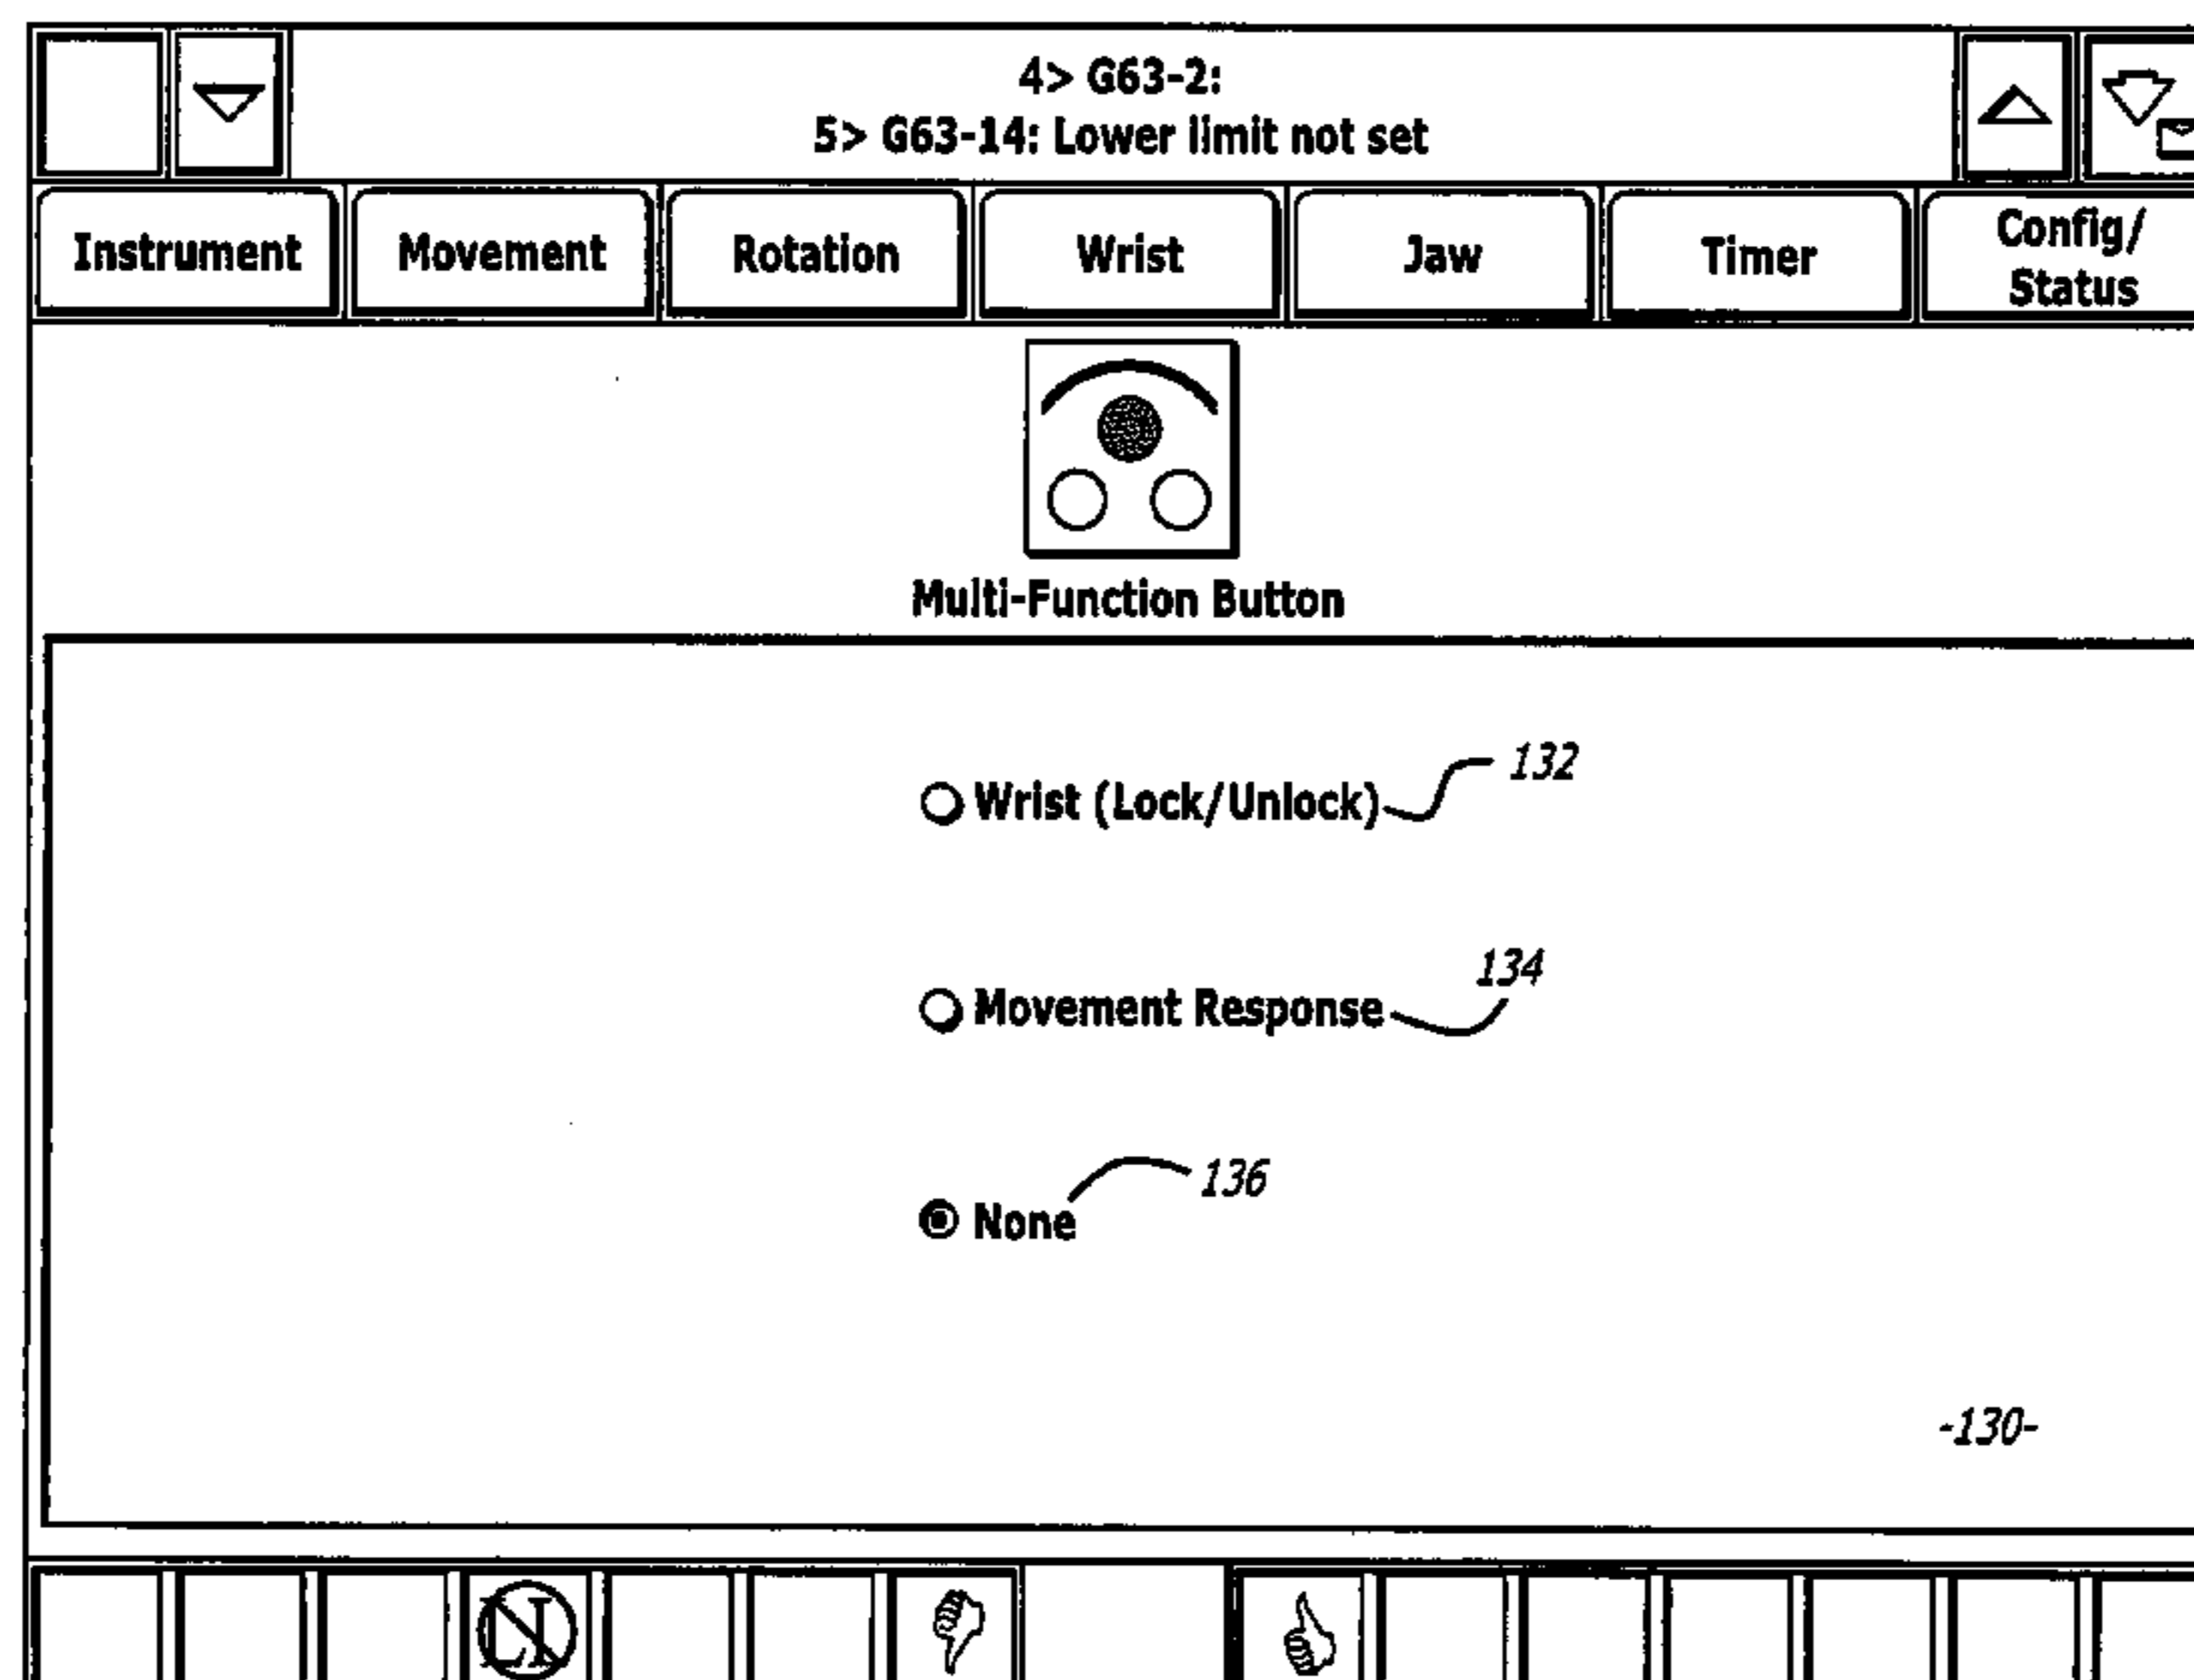 4> G63-2:
5> G63-14: Lower limit not set
Instrument
Movement
Rotation
Wrist
Jaw
Timer
Config/
Status
Multi-Function Button
Wrist (Lock/Unlock)
132
Movement Response
134
None
136
-130-